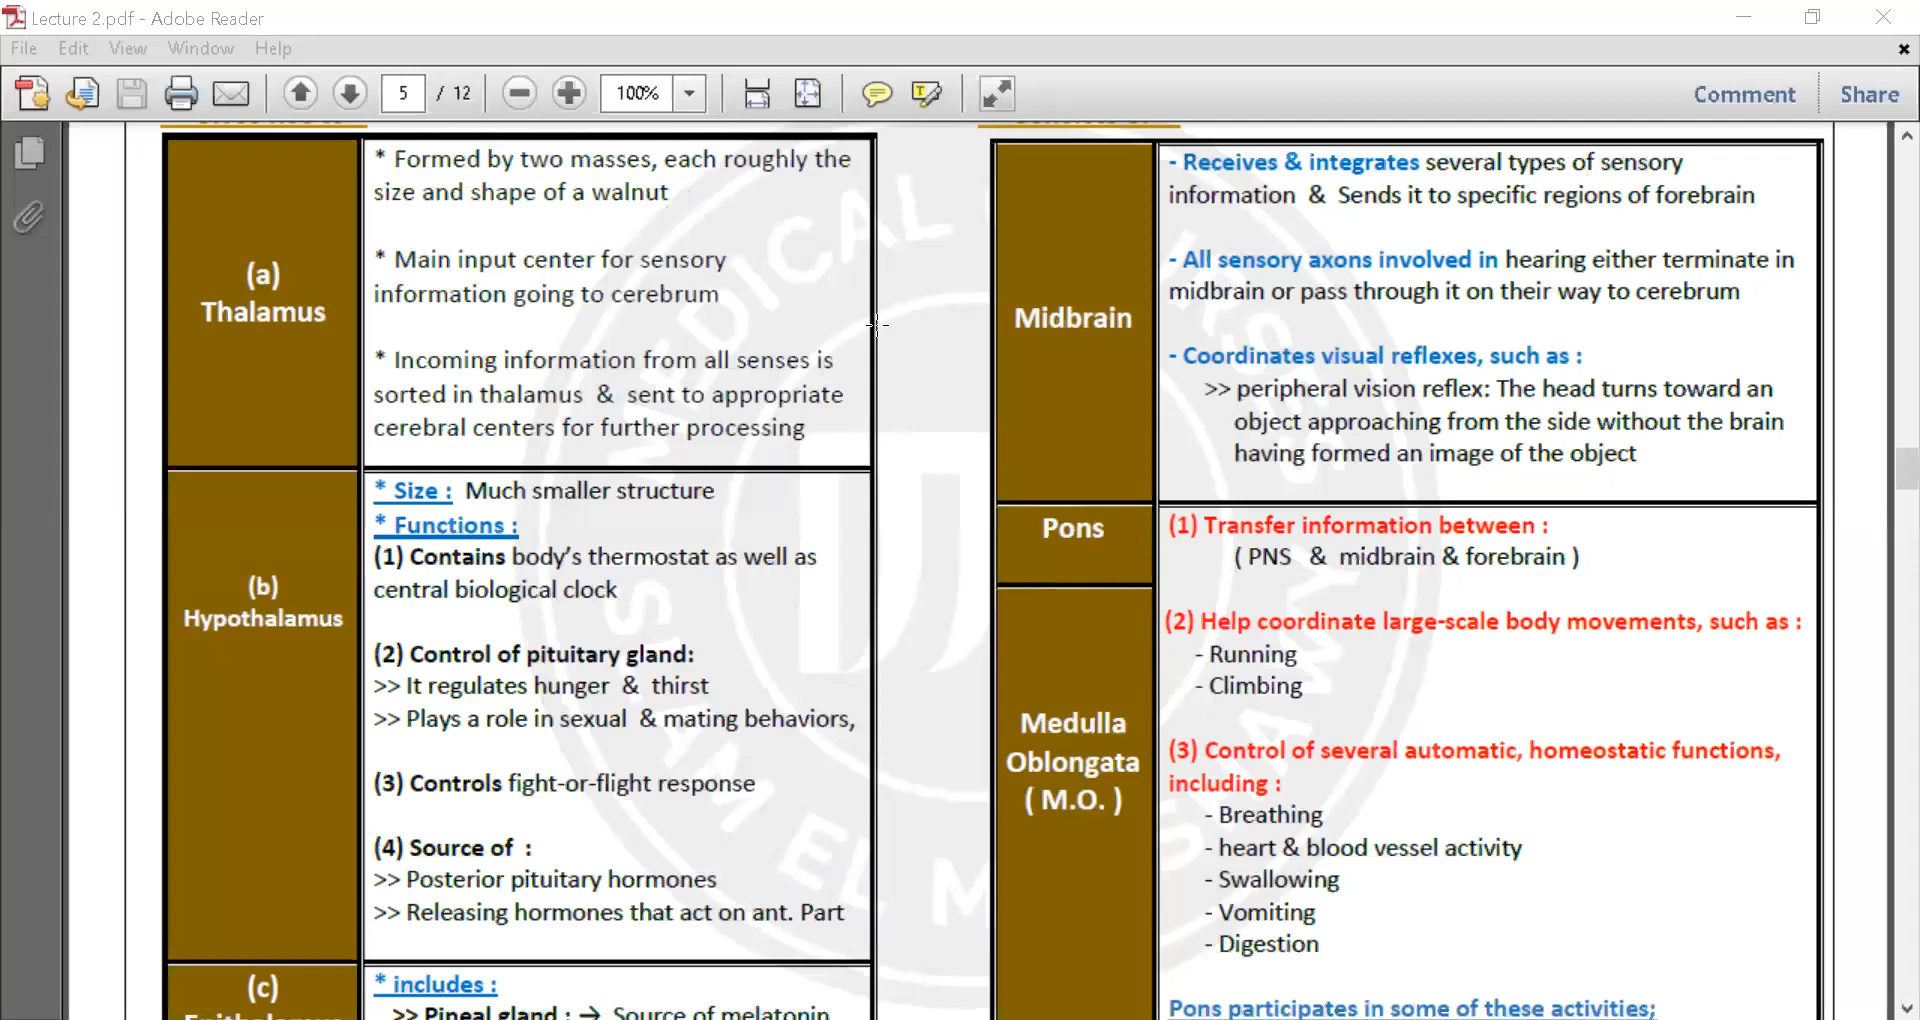 Lecture 2.pdf - Adobe Reader
File Edit View Window Help
5 / 12 100% Comment Share
(a)
Thalamus
* Formed by two masses, each roughly the
size and shape of a walnut
* Main input center for sensory
information going to cerebrum
* Incoming information from all senses is
sorted in thalamus & sent to appropriate
cerebral centers for further processing
(b)
Hypothalamus
* Size : Much smaller structure
* Functions :
(1) Contains body's thermostat as well as
central biological clock
(2) Control of pituitary gland:
>> It regulates hunger & thirst
>> Plays a role in sexual & mating behaviors,
(3) Controls fight-or-flight response
(4) Source of :
>> Posterior pituitary hormones
>> Releasing hormones that act on ant. Part
(c)
Epithalamus
* includes :
>> Pineal gland : → Source of melatonin
Midbrain
- Receives & integrates several types of sensory
information & Sends it to specific regions of forebrain
- All sensory axons involved in hearing either terminate in
midbrain or pass through it on their way to cerebrum
- Coordinates visual reflexes, such as :
>> peripheral vision reflex: The head turns toward an
object approaching from the side without the brain
having formed an image of the object
Pons
(1) Transfer information between :
( PNS & midbrain & forebrain )
Medulla
Oblongata
( M.O. )
(2) Help coordinate large-scale body movements, such as :
- Running
- Climbing
(3) Control of several automatic, homeostatic functions,
including :
- Breathing
- heart & blood vessel activity
- Swallowing
- Vomiting
- Digestion
Pons participates in some of these activities;